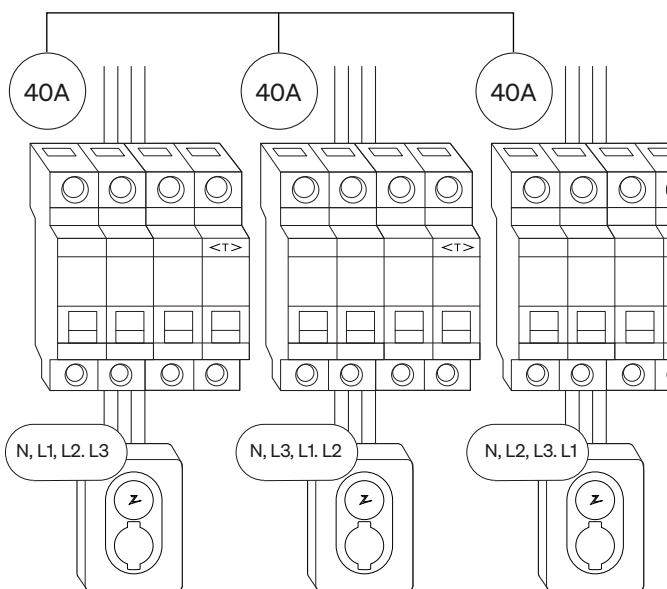 40A
40A
40A
<T>
<T>
N, L1, L2. L3
N, L3, L1. L2
N, L2, L3. L1